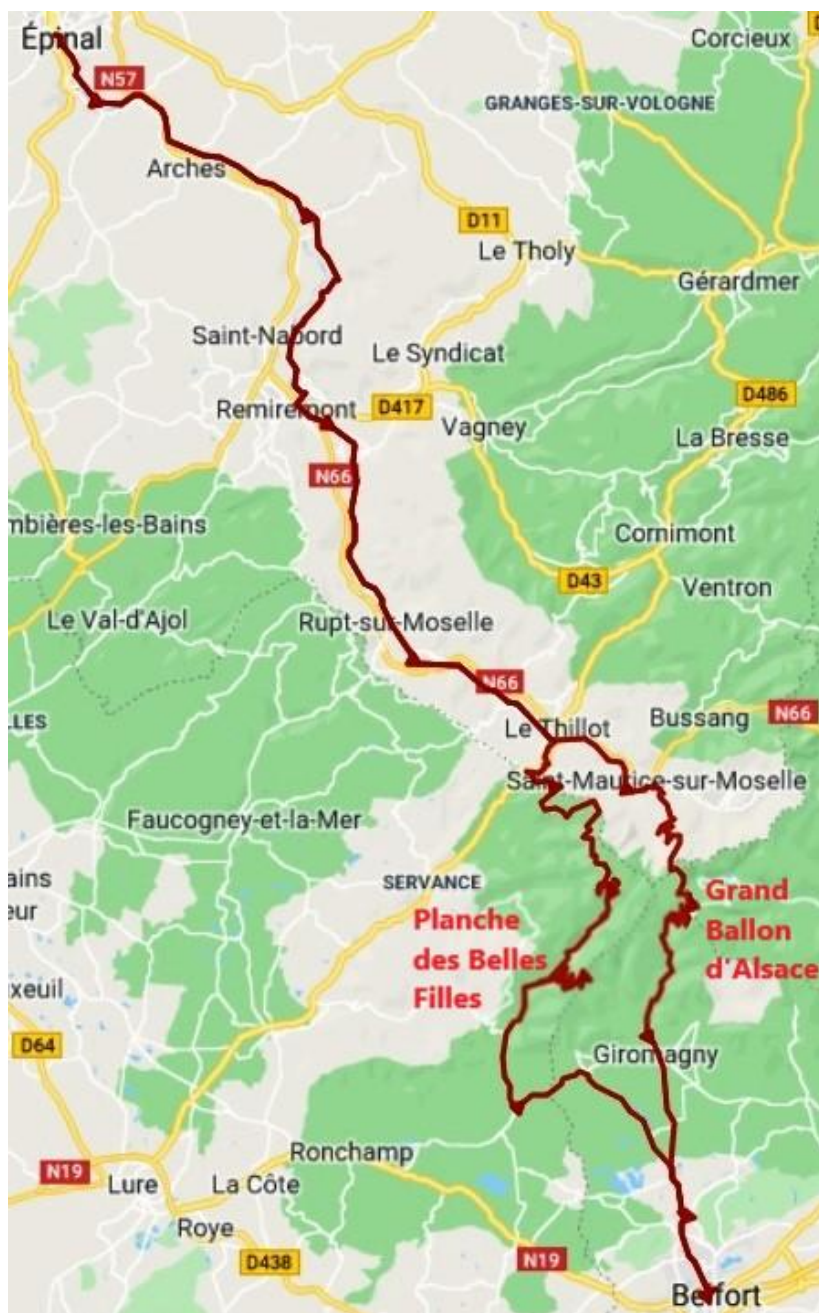 Épinal
Corcieux
N57
GRANGES-SUR-VOLOGNE
Arches
D11
Le Tholy
Gérardmer
Saint-Nabord
Le Syndicat
D486
Remiremont
D417
Vagney
La Bresse
N66
mbières-les-Bains
Cornimont
D43
Ventron
Le Val-d'Ajol
Rupt-sur-Moselle
N66
LLES
Le Thillot
Bussang
N66
Saint-Maurice-sur-Moselle
Faucogney-et-la-Mer
ains
eur
SERVANCE
Planche
des Belles
Filles
Grand
Ballon
d'Alsace
xeuil
D64
Giromagny
Ronchamp
N19
Lure
La Côte
Roye
D438
N19
Belfort